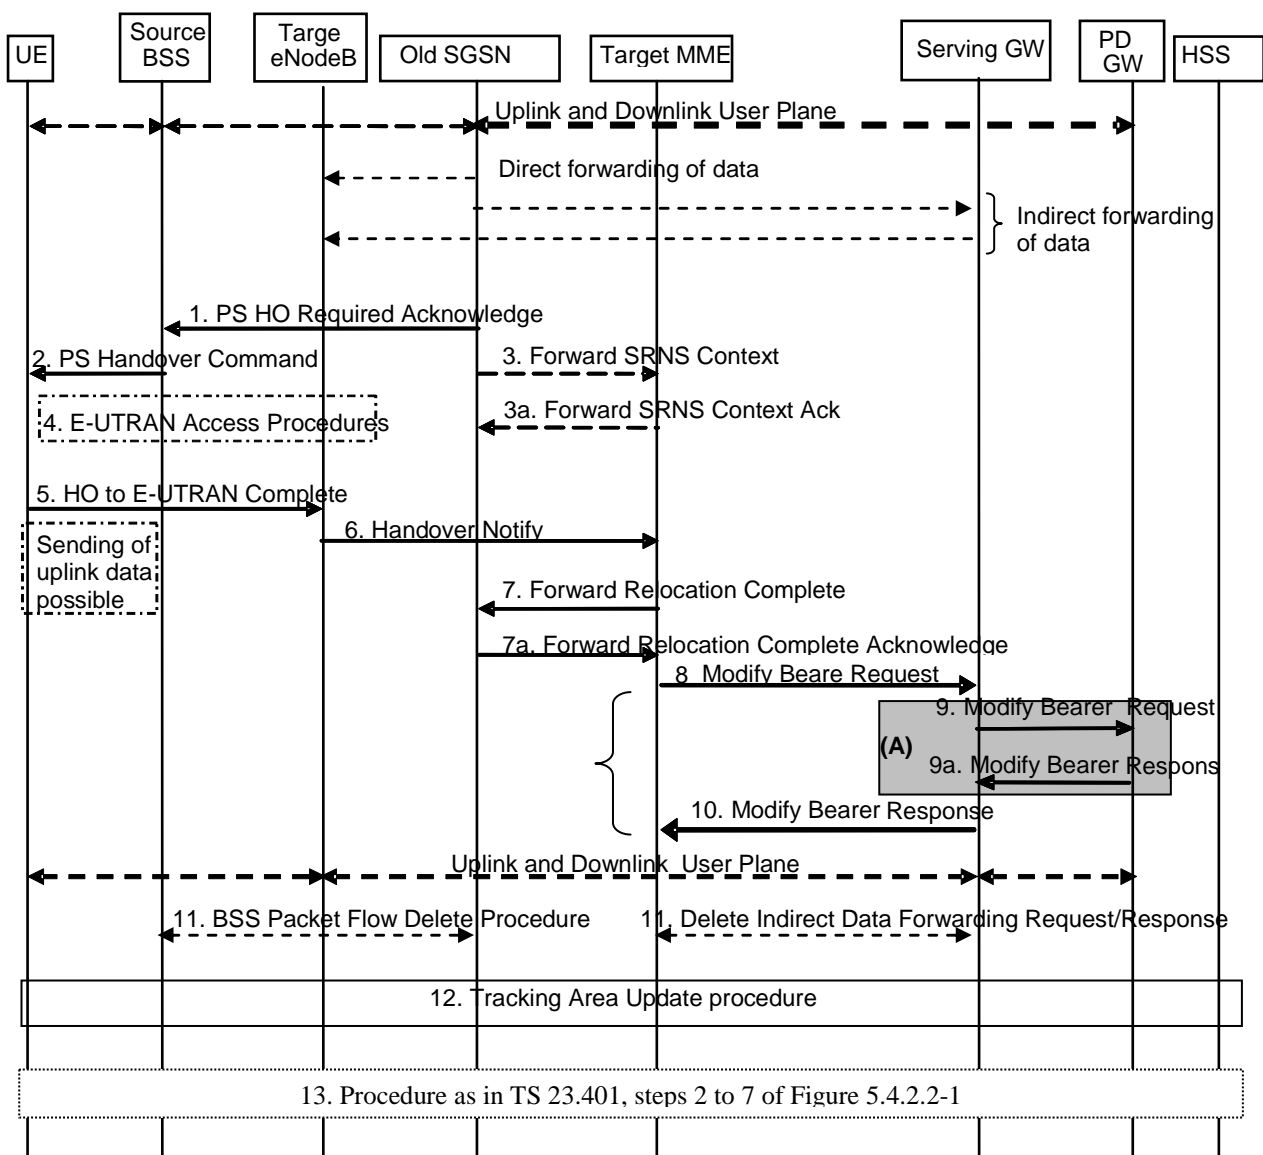 UE
Source
BSS
Targe
eNodeB
Old SGSN
Target MME
Serving GW
PD
GW
HSS
Uplink and Downlink User Plane
Direct forwarding of data
Indirect forwarding
of data
1. PS HO Required Acknowledge
2. PS Handover Command
3. Forward SRNS Context
4. E-UTRAN Access Procedures
3a. Forward SRNS Context Ack
5. HO to E-UTRAN Complete
6. Handover Notify
Sending of
uplink data
possible
7. Forward Relocation Complete
7a. Forward Relocation Complete Acknowledge
8 Modify Beare Request
9. Modify Bearer Request
(A)
9a. Modify Bearer Respons
10. Modify Bearer Response
Uplink and Downlink User Plane
11. BSS Packet Flow Delete Procedure
11. Delete Indirect Data Forwarding Request/Response
12. Tracking Area Update procedure
13. Procedure as in TS 23.401, steps 2 to 7 of Figure 5.4.2.2-1